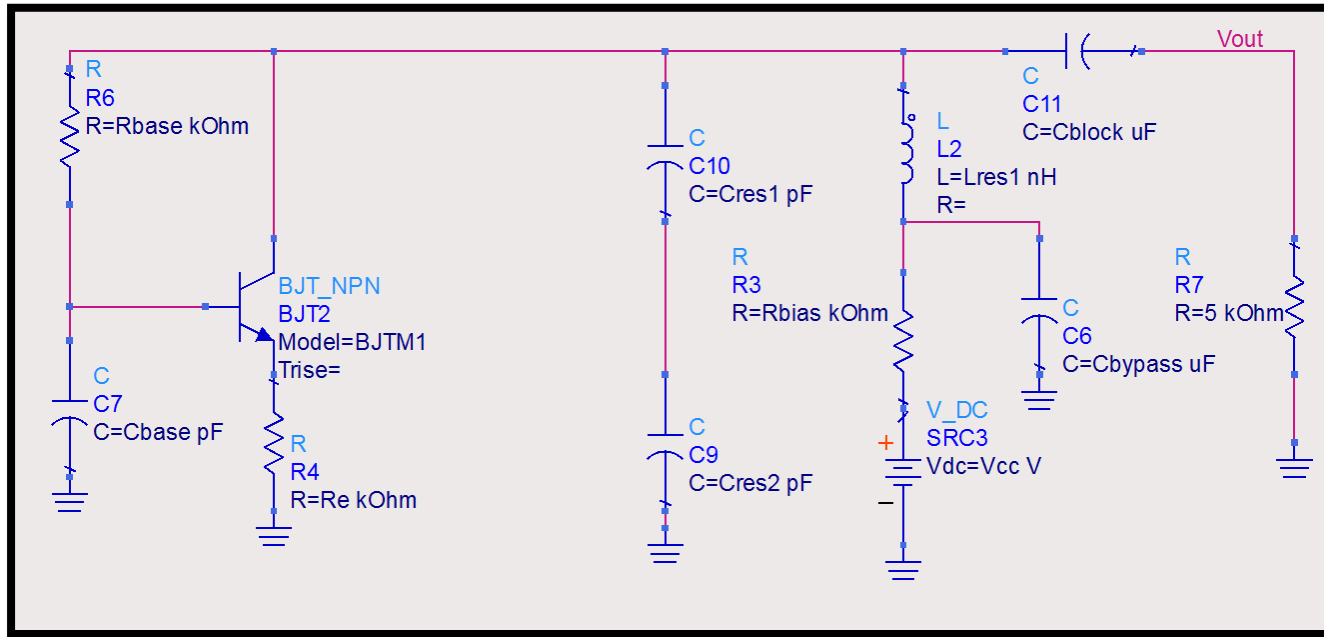 Vout
R
R6
R=Rbase kOhm
C
C11
C=Cblock uF
C
C10
C=Cres1 pF
L
L2
L=Lres1 nH
R=
R
R3
R=Rbias kOhm
R
R7
R=5 kOhm
BJT_NPN
BJT2
Model=BJTM1
Trise=
C
C6
C=Cbypass uF
C
C7
C=Cbase pF
R
R4
R=Re kOhm
C
C9
C=Cres2 pF
V_DC
SRC3
Vdc=Vcc V
+
−